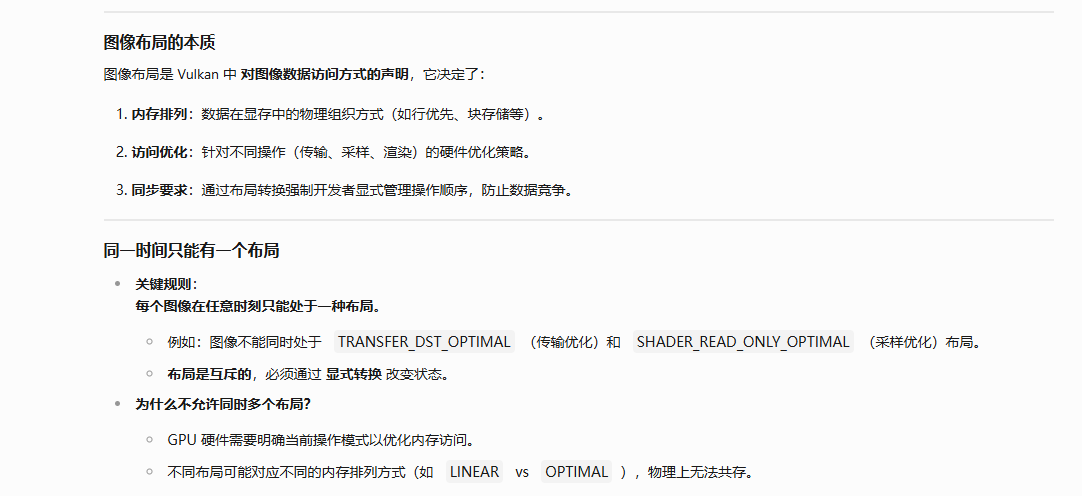 图像布局的本质
图像布局是 Vulkan 中 对图像数据访问方式的声明，它决定了：
1. 内存排列：数据在显存中的物理组织方式（如行优先、块存储等）。
2. 访问优化：针对不同操作（传输、采样、渲染）的硬件优化策略。
3. 同步要求：通过布局转换强制开发者显式管理操作顺序，防止数据竞争。
同一时间只能有一个布局
关键规则：
每个图像在任意时刻只能处于一种布局。
例如：图像不能同时处于 TRANSFER_DST_OPTIMAL （传输优化）和 SHADER_READ_ONLY_OPTIMAL （采样优化）布局。
布局是互斥的，必须通过 显式转换 改变状态。
为什么不允许同时多个布局？
GPU 硬件需要明确当前操作模式以优化内存访问。
不同布局可能对应不同的内存排列方式（如 LINEAR vs OPTIMAL ），物理上无法共存。